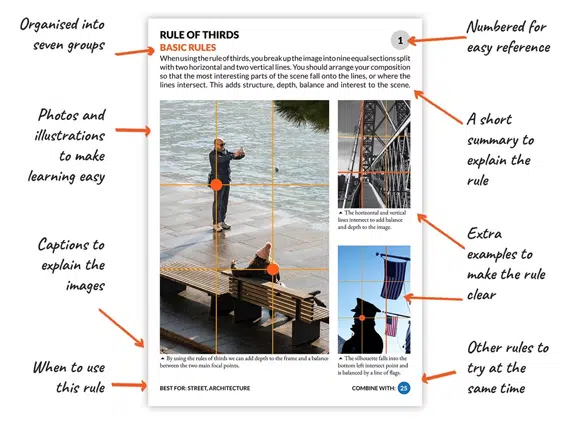 Organised into
seven groups
Photos and
illustrations
to make
learning easy
Captions to
explain the
images
When to use
this rule
RULE OF THIRDS
BASIC RULES
1
When using the rule of thirds, you break up the image into nine equal sections split
with two horizontal and two vertical lines. You should arrange your composition
so that the most interesting parts of the scene fall onto the lines, or where the
lines intersect. This adds structure, depth, balance and interest to the scene.
The horizontal and vertical
lines intersect to add balance
and depth to the image.
By using the rules of thirds we can add depth to the frame and a balance
between the two main focal points.
The silhouette falls into the
bottom left intersect point and
is balanced by a line of flags.
BEST FOR: STREET, ARCHITECTURE
COMBINE WITH: 25
Numbered for
easy reference
A short
summary to
explain the
rule
Extra
examples to
make the rule
clear
Other rules to
try at the
same time